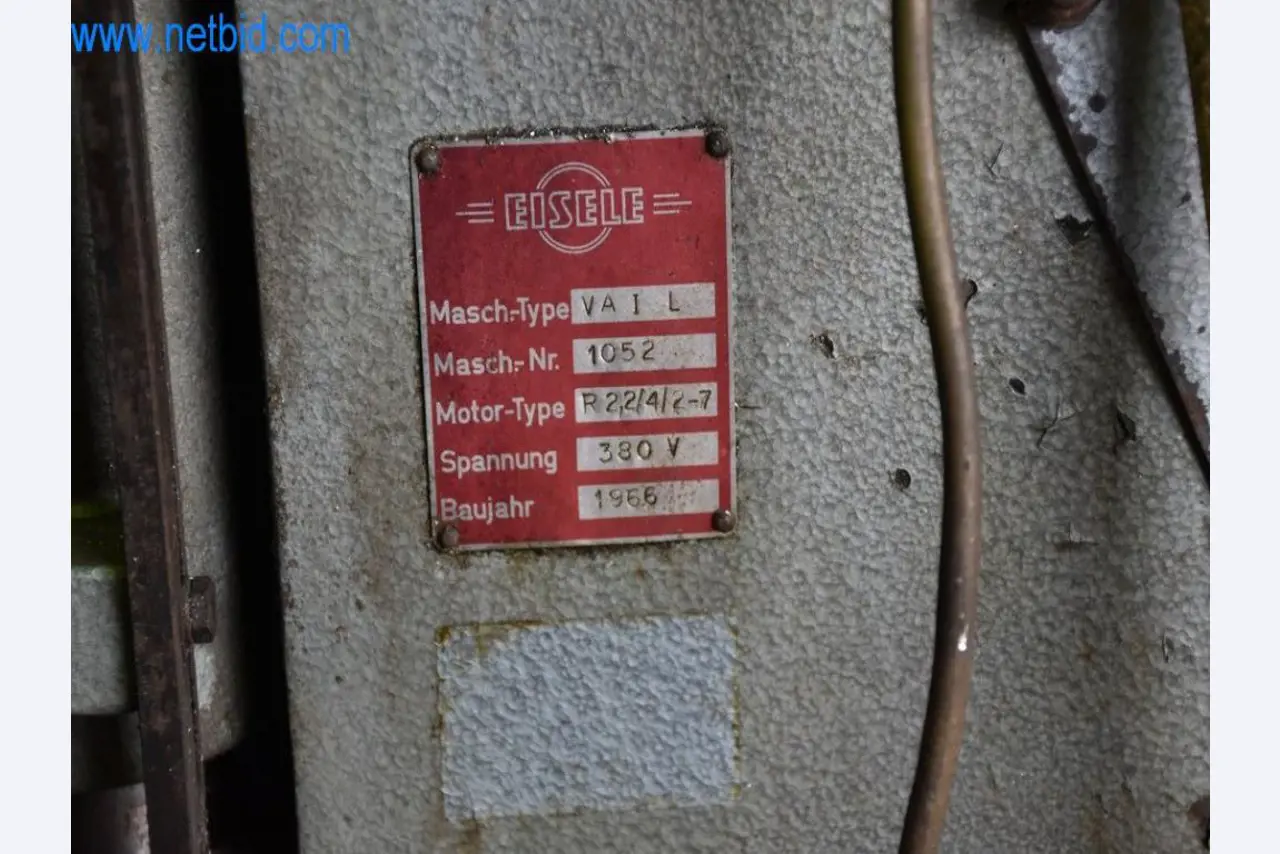 www.netbid.com
EISELE
Masch.-Type VA I L
Masch.-Nr. 1052
Motor-Type R 2,2/4/2-7
Spannung 380 V
Baujahr 1966